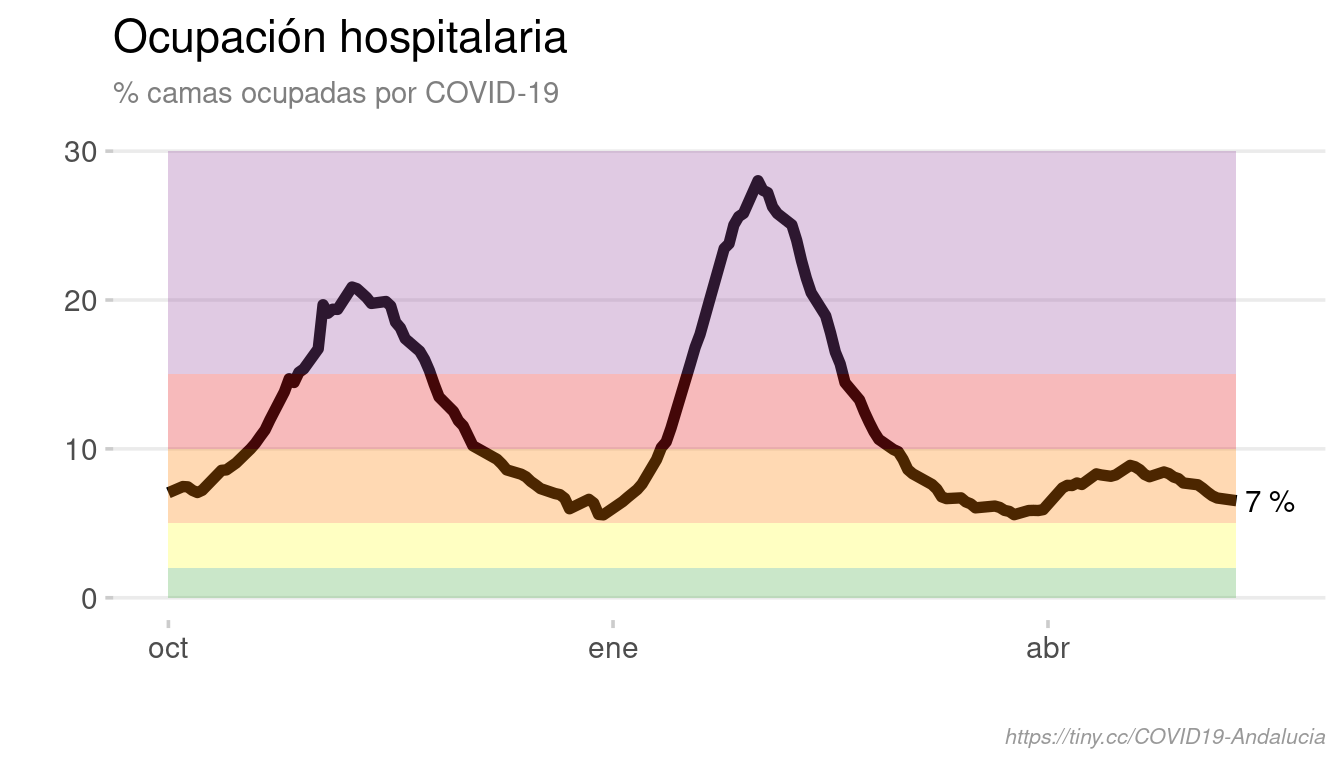 Ocupación hospitalaria
% camas ocupadas por COVID-19
30
20
10
0
7 %
oct ene abr
https://tiny.cc/COVID19-Andalucia